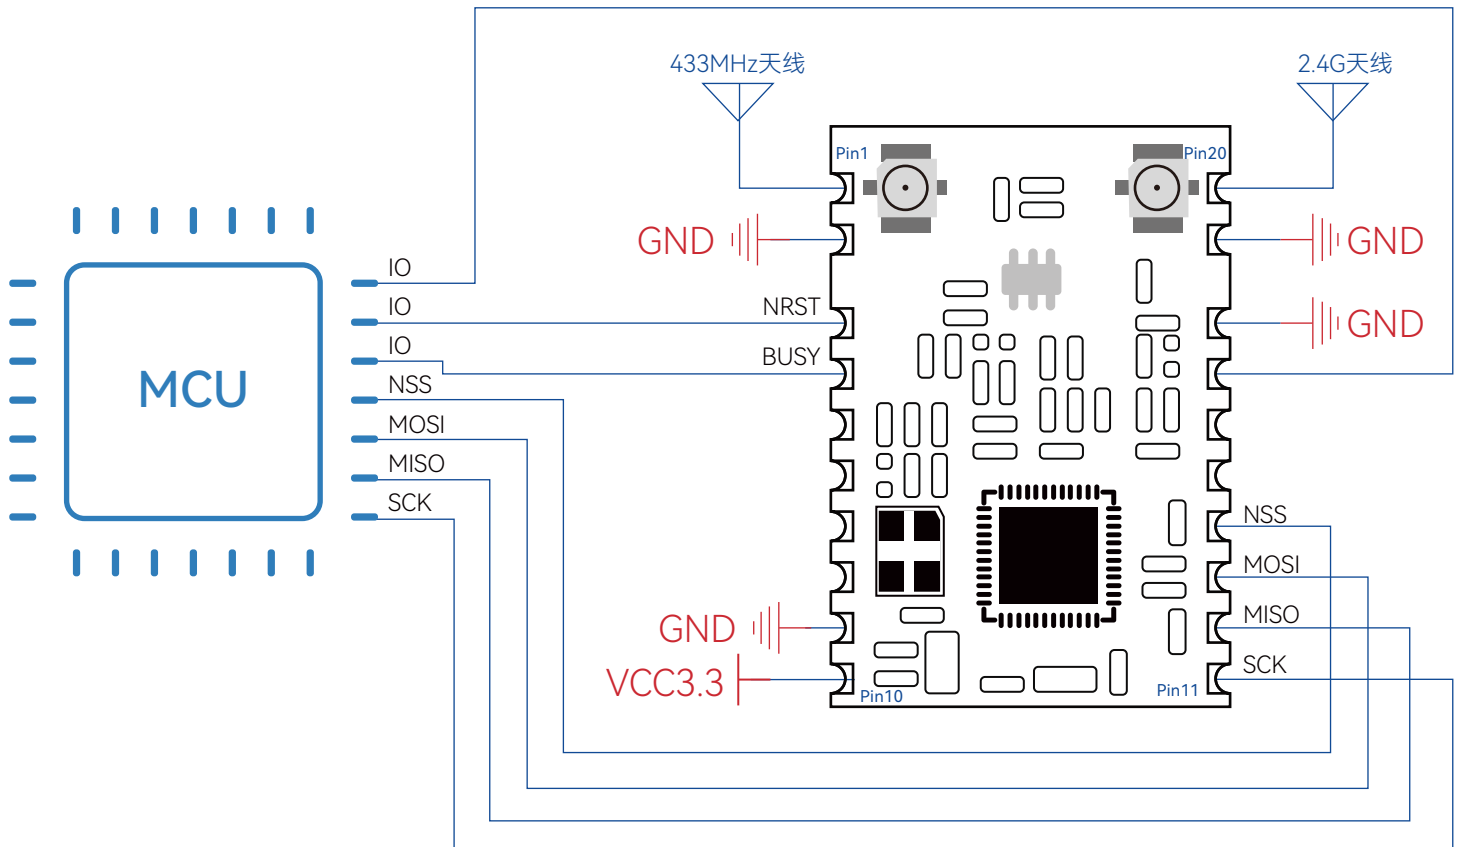 433MHz天线
2.4G天线
Pin1
Pin20
GND
GND
IO
IO
NRST
GND
IO
BUSY
MCU
NSS
MOSI
MISO
SCK
NSS
MOSI
GND
MISO
VCC3.3
SCK
Pin10
Pin11